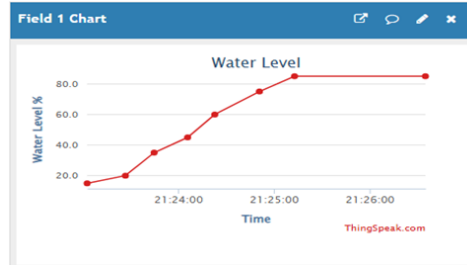 Field 1 Chart
Water Level
Water Level %
80.0
60.0
40.0
20.0
21:24:00 21:25:00 21:26:00
Time
ThingSpeak.com